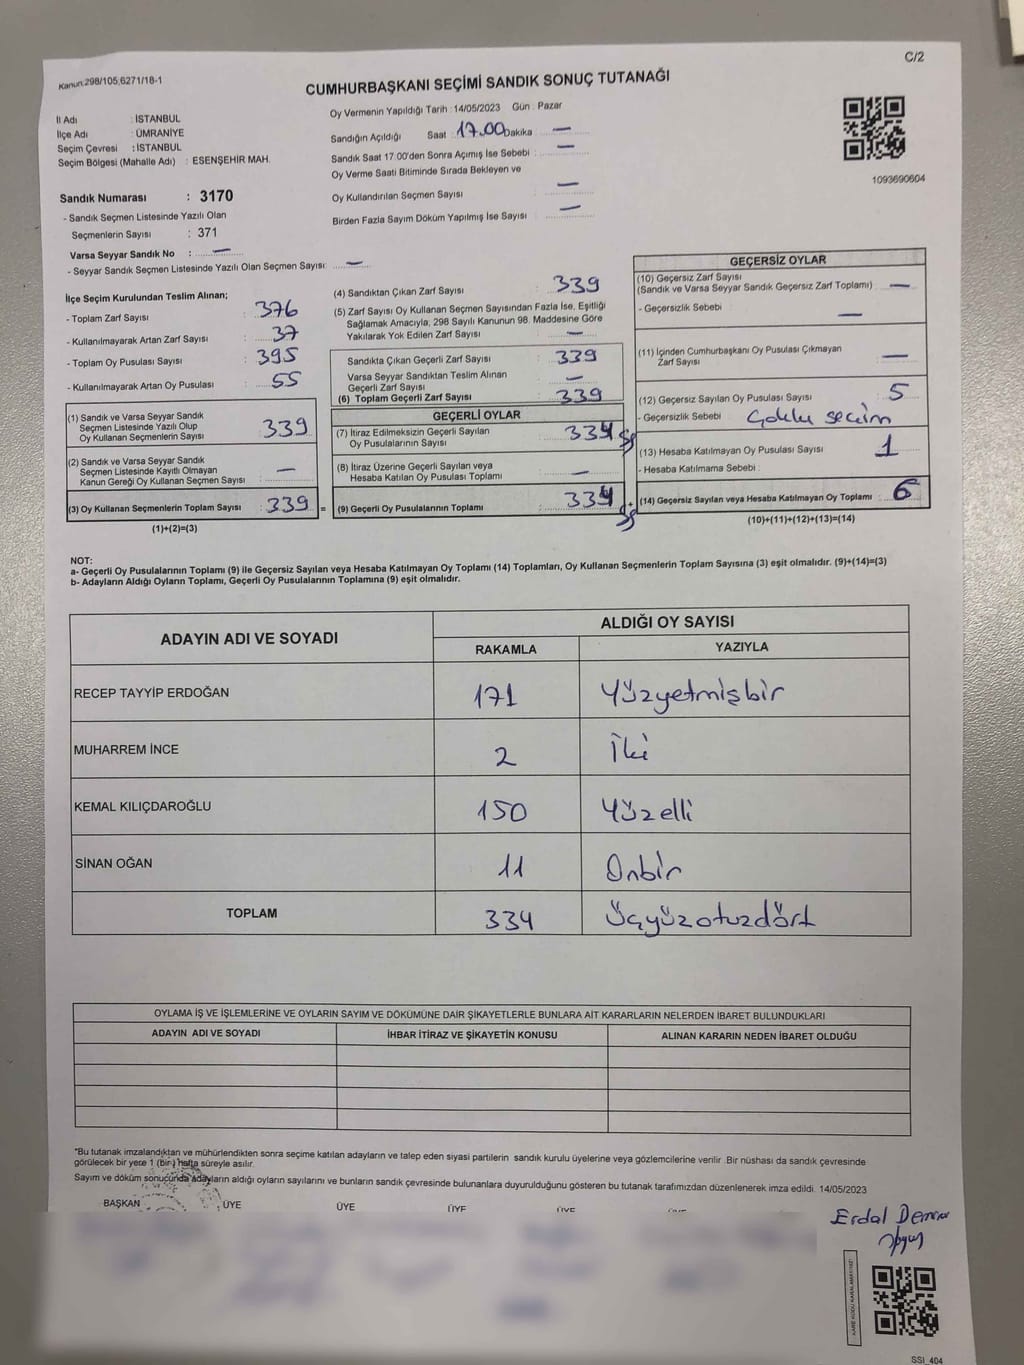 C/2
Kanun.298/105,6271/18-1
CUMHURBAŞKANI SEÇİMİ SANDIK SONUÇ TUTANAĞI
İl Adı : İSTANBUL
İlçe Adı : ÜMRANİYE
Seçim Çevresi : İSTANBUL
Seçim Bölgesi (Mahalle Adı) : ESENŞEHİR MAH.
Oy Vermenin Yapıldığı Tarih : 14/05/2023 Gün : Pazar
Sandığın Açıldığı Saat : 17.00 Dakika : —
Sandık Saat 17.00'den Sonra Açımış İse Sebebi : —
Oy Verme Saati Bitiminde Sırada Bekleyen ve
Oy Kullandırılan Seçmen Sayısı : —
Birden Fazla Sayım Döküm Yapılmış İse Sayısı : —
1093690604
Sandık Numarası : 3170
- Sandık Seçmen Listesinde Yazılı Olan
Seçmenlerin Sayısı : 371
Varsa Seyyar Sandık No : —
- Seyyar Sandık Seçmen Listesinde Yazılı Olan Seçmen Sayısı: —
İlçe Seçim Kurulundan Teslim Alınan;
- Toplam Zarf Sayısı : 376
- Kullanılmayarak Artan Zarf Sayısı : 37
- Toplam Oy Pusulası Sayısı : 395
- Kullanılmayarak Artan Oy Pusulası : 55
(1) Sandık ve Varsa Seyyar Sandık
Seçmen Listesinde Yazılı Olup
Oy Kullanan Seçmenlerin Sayısı : 339
(2) Sandık ve Varsa Seyyar Sandık
Seçmen Listesinde Kayıtlı Olmayan
Kanun Gereği Oy Kullanan Seçmen Sayısı : —
(3) Oy Kullanan Seçmenlerin Toplam Sayısı : 339 =
(1)+(2)=(3)
(4) Sandıktan Çıkan Zarf Sayısı : 339
(5) Zarf Sayısı Oy Kullanan Seçmen Sayısından Fazla İse, Eşitliği
Sağlamak Amacıyla; 298 Sayılı Kanunun 98. Maddesine Göre
Yakılarak Yok Edilen Zarf Sayısı : —
Sandıkta Çıkan Geçerli Zarf Sayısı : 339
Varsa Seyyar Sandıktan Teslim Alınan
Geçerli Zarf Sayısı : —
(6) Toplam Geçerli Zarf Sayısı : 339
GEÇERLİ OYLAR
(7) İtiraz Edilmeksizin Geçerli Sayılan
Oy Pusulalarının Sayısı : 334
(8) İtiraz Üzerine Geçerli Sayılan veya
Hesaba Katılan Oy Pusulası Toplamı : —
(9) Geçerli Oy Pusulalarının Toplamı : 334 +
GEÇERSİZ OYLAR
(10) Geçersiz Zarf Sayısı
(Sandık ve Varsa Seyyar Sandık Geçersiz Zarf Toplamı) : —
- Geçersizlik Sebebi : —
(11) İçinden Cumhurbaşkanı Oy Pusulası Çıkmayan
Zarf Sayısı : —
(12) Geçersiz Sayılan Oy Pusulası Sayısı : 5
- Geçersizlik Sebebi : Çoklu seçim
(13) Hesaba Katılmayan Oy Pusulası Sayısı : 1
- Hesaba Katılmama Sebebi :
(14) Geçersiz Sayılan veya Hesaba Katılmayan Oy Toplamı : 6
(10)+(11)+(12)+(13)=(14)
NOT:
a- Geçerli Oy Pusulalarının Toplamı (9) ile Geçersiz Sayılan veya Hesaba Katılmayan Oy Toplamı (14) Toplamları, Oy Kullanan Seçmenlerin Toplam Sayısına (3) eşit olmalıdır. (9)+(14)=(3)
b- Adayların Aldığı Oyların Toplamı, Geçerli Oy Pusulalarının Toplamına (9) eşit olmalıdır.
ADAYIN ADI VE SOYADI ALDIĞI OY SAYISI
RAKAMLA YAZIYLA
RECEP TAYYİP ERDOĞAN 171 Yüzyetmişbir
MUHARREM İNCE 2 İki
KEMAL KILIÇDAROĞLU 150 Yüzelli
SİNAN OĞAN 11 Onbir
TOPLAM 334 Üçyüzotuzdört
OYLAMA İŞ VE İŞLEMLERİNE VE OYLARIN SAYIM VE DÖKÜMÜNE DAİR ŞİKAYETLERLE BUNLARA AİT KARARLARIN NELERDEN İBARET BULUNDUKLARI
ADAYIN ADI VE SOYADI İHBAR İTİRAZ VE ŞİKAYETİN KONUSU ALINAN KARARIN NEDEN İBARET OLDUĞU
*Bu tutanak imzalandıktan ve mühürlendikten sonra seçime katılan adayların ve talep eden siyasi partilerin sandık kurulu üyelerine veya gözlemcilerine verilir .Bir nüshası da sandık çevresinde
görülecek bir yere 1 (bir ) hafta süreyle asılır.
Sayım ve döküm sonucunda adayların aldığı oyların sayılarını ve bunların sandık çevresinde bulunanlara duyurulduğunu gösteren bu tutanak tarafımızdan düzenlenerek imza edildi. 14/05/2023
BAŞKAN ÜYE ÜYE ÜYE ÜYE ÜYE
Erdal
KARE KODU KARALAMAYINIZ!
SSİ_404